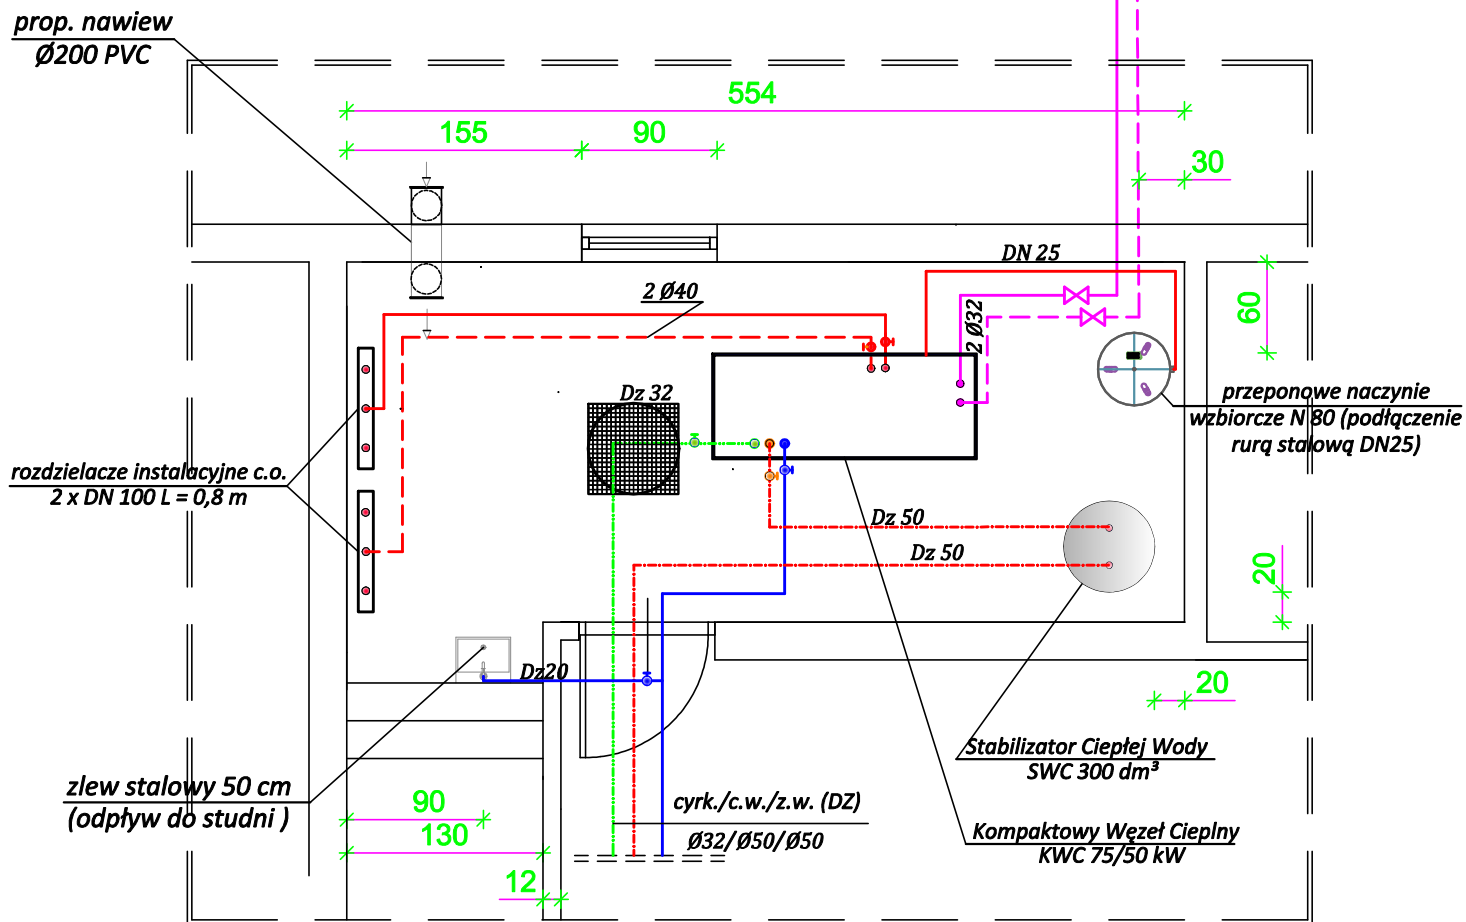 prop. nawiew
Ø200 PVC
554
155
90
30
DN 25
2 Ø40
2 Ø32
60
Dz 32
przeponowe naczynie
wzbiorcze N 80 (podłączenie
rurą stalową DN25)
rozdzielacze instalacyjne c.o.
2 x DN 100 L = 0,8 m
Dz 50
Dz 50
20
Dz20
20
Stabilizator Ciepłej Wody
SWC 300 dm³
zlew stalowy 50 cm
(odpływ do studni )
90
130
cyrk./c.w./z.w. (DZ)
Ø32/Ø50/Ø50
Kompaktowy Węzeł Cieplny
KWC 75/50 kW
12